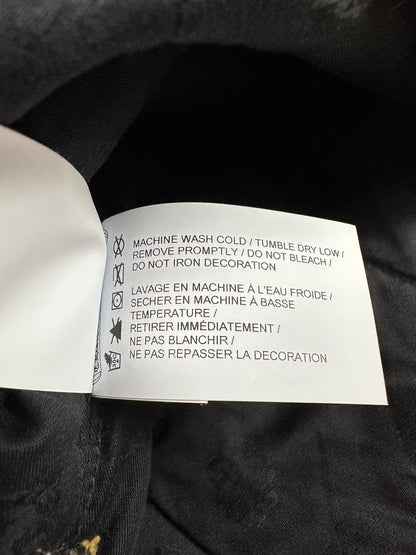 MACHINE WASH COLD / TUMBLE DRY LOW /
REMOVE PROMPTLY / DO NOT BLEACH /
DO NOT IRON DECORATION
LAVAGE EN MACHINE À L'EAU FROIDE /
SECHER EN MACHINE À BASSE
TEMPERATURE /
RETIRER IMMÉDIATEMENT /
NE PAS BLANCHIR /
NE PAS REPASSER LA DECORATION